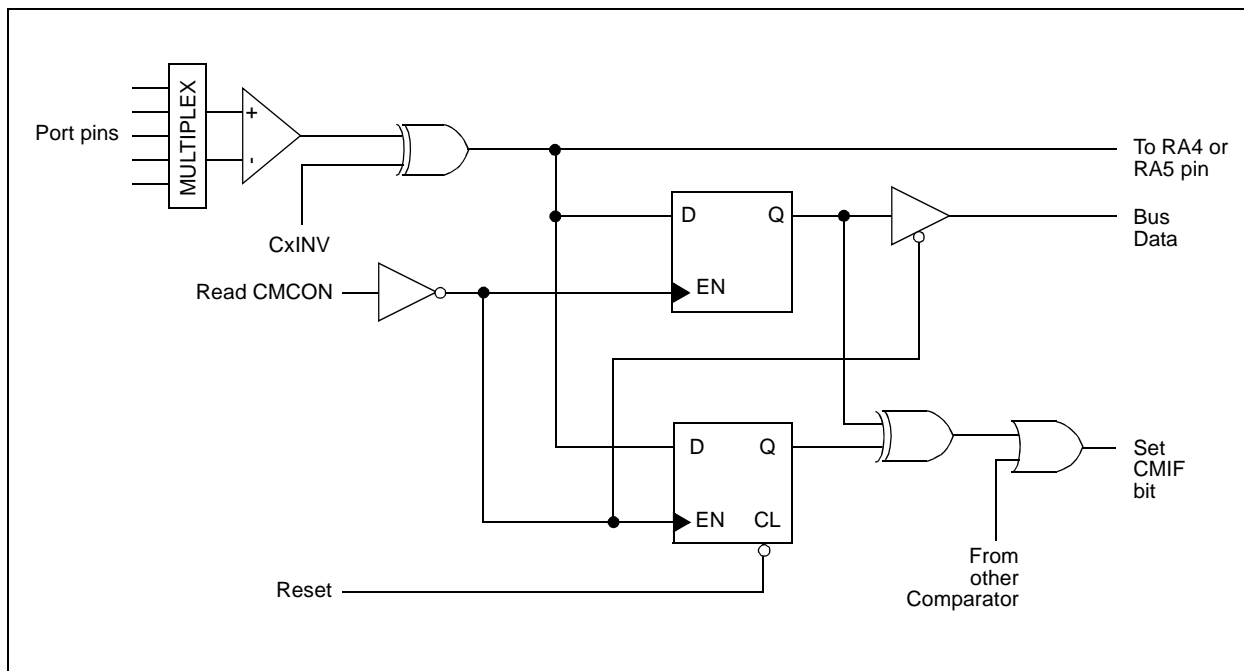 MULTIPLEX
+
-
Port pins
To RA4 or
RA5 pin
CxINV
D
Q
EN
Bus
Data
Read CMCON
D
Q
EN
CL
Set
CMIF
bit
From
other
Comparator
Reset